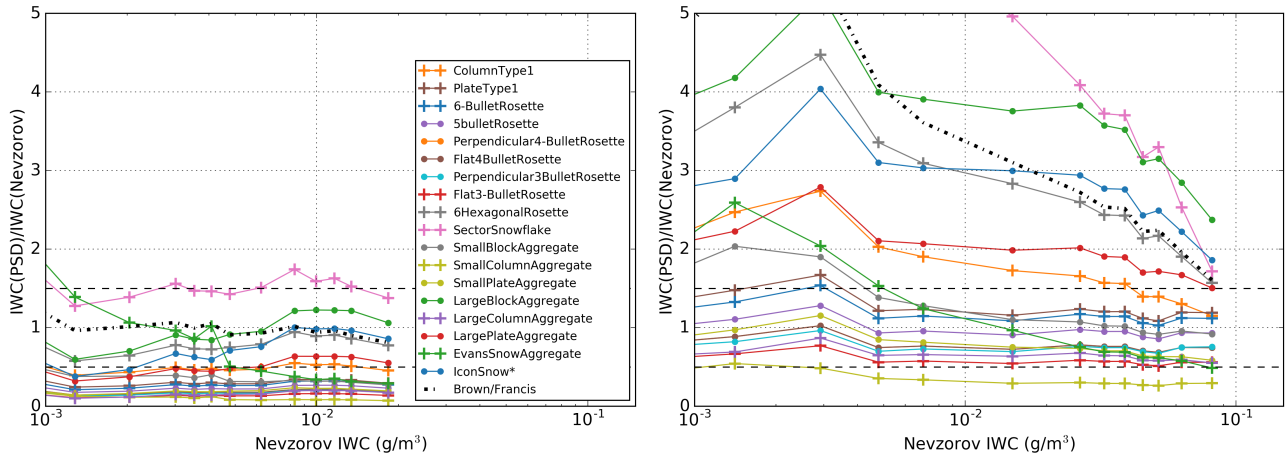 5
4
3
2
1
0
IWC(PSD)/IWC(Nevzorov)
10⁻³
10⁻²
10⁻¹
Nevzorov IWC (g/m³)
ColumnType1
PlateType1
6-BulletRosette
5bulletRosette
Perpendicular4-BulletRosette
Flat4BulletRosette
Perpendicular3BulletRosette
Flat3-BulletRosette
6HexagonalRosette
SectorSnowflake
SmallBlockAggregate
SmallColumnAggregate
SmallPlateAggregate
LargeBlockAggregate
LargeColumnAggregate
LargePlateAggregate
EvansSnowAggregate
IconSnow*
Brown/Francis
5
4
3
2
1
0
IWC(PSD)/IWC(Nevzorov)
10⁻³
10⁻²
10⁻¹
Nevzorov IWC (g/m³)